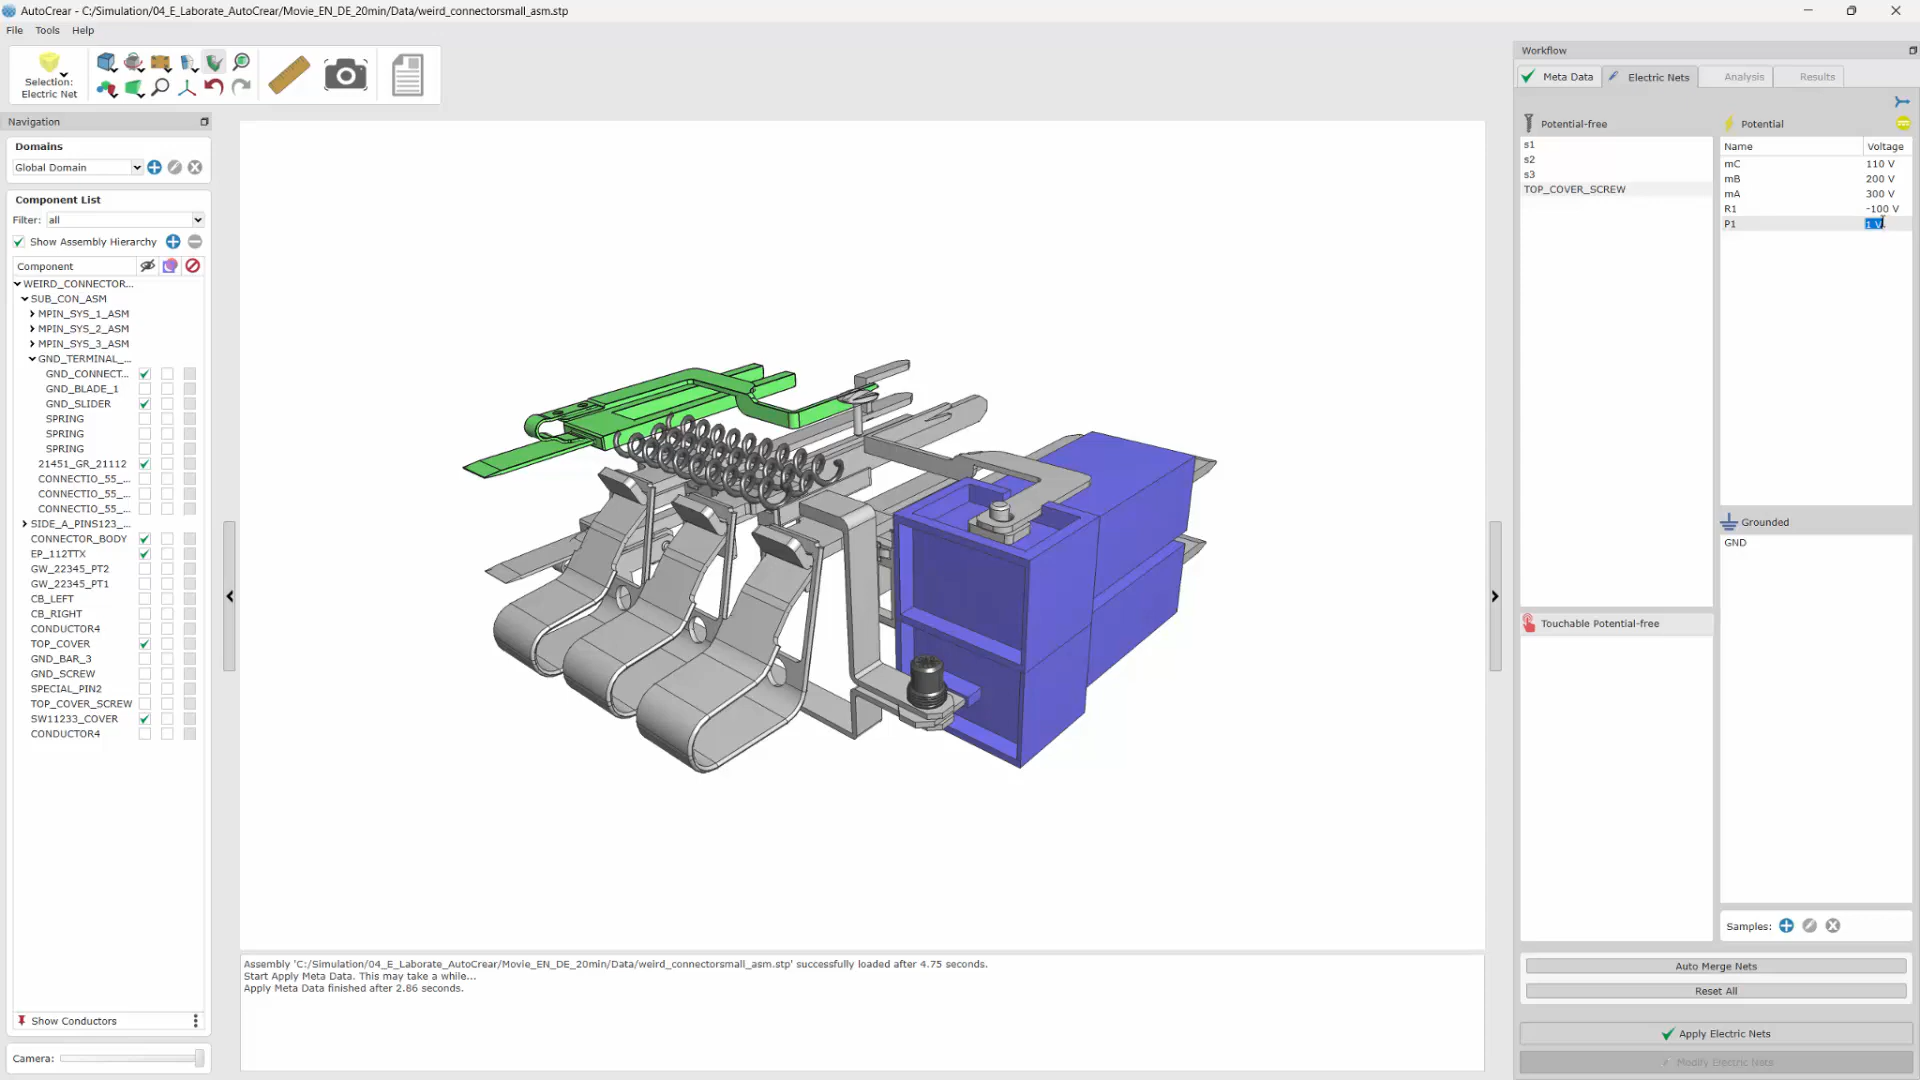 AutoCrear - C:/Simulation/04_E_Laborate_AutoCrear/Movie_EN_DE_20min/Data/weird_connectorsmall_asm.stp
File Tools Help
Selection:
Electric Net
Navigation
Domains
Global Domain
Component List
Filter: all
Show Assembly Hierarchy
Component
WEIRD_CONNECTOR...
SUB_CON_ASM
MPIN_SYS_1_ASM
MPIN_SYS_2_ASM
MPIN_SYS_3_ASM
GND_TERMINAL_...
GND_CONNECT...
GND_BLADE_1
GND_SLIDER
SPRING
SPRING
SPRING
21451_GR_21112
CONNECTIO_55_...
CONNECTIO_55_...
CONNECTIO_55_...
SIDE_A_PINS123_...
CONNECTOR_BODY
EP_112TTX
GW_22345_PT2
GW_22345_PT1
CB_LEFT
CB_RIGHT
CONDUCTOR4
TOP_COVER
GND_BAR_3
GND_SCREW
SPECIAL_PIN2
TOP_COVER_SCREW
SW11233_COVER
CONDUCTOR4
Show Conductors
Camera:
Assembly 'C:/Simulation/04_E_Laborate_AutoCrear/Movie_EN_DE_20min/Data/weird_connectorsmall_asm.stp' successfully loaded after 4.75 seconds.
Start Apply Meta Data. This may take a while...
Apply Meta Data finished after 2.86 seconds.
Workflow
Meta Data Electric Nets Analysis Results
Potential-free
s1
s2
s3
TOP_COVER_SCREW
Touchable Potential-free
Potential
Name Voltage
mC 110 V
mB 200 V
mA 300 V
R1 -100 V
P1 1 V
Grounded
GND
Samples:
Auto Merge Nets
Reset All
Apply Electric Nets
Modify Electric Nets